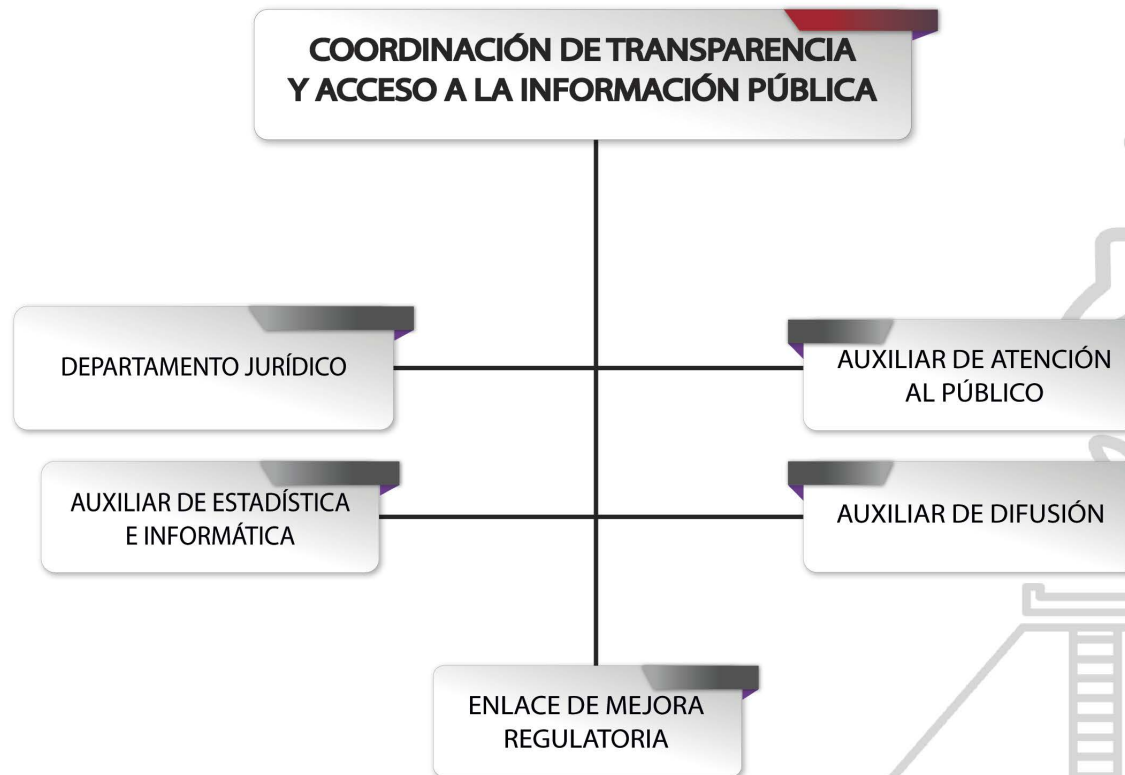 COORDINACIÓN DE TRANSPARENCIA
Y ACCESO A LA INFORMACIÓN PÚBLICA
DEPARTAMENTO JURÍDICO
AUXILIAR DE ATENCIÓN
AL PÚBLICO
AUXILIAR DE ESTADÍSTICA
E INFORMÁTICA
AUXILIAR DE DIFUSIÓN
ENLACE DE MEJORA
REGULATORIA